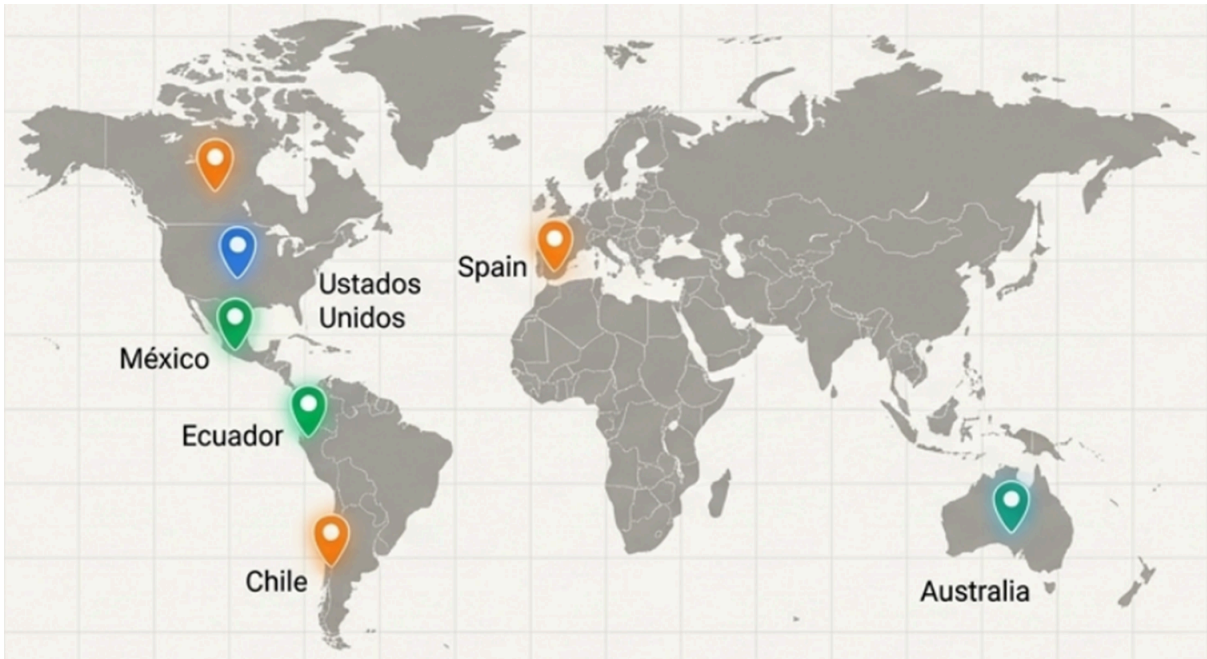 Spain
Ustados
Unidos
México
Ecuador
Chile
Australia